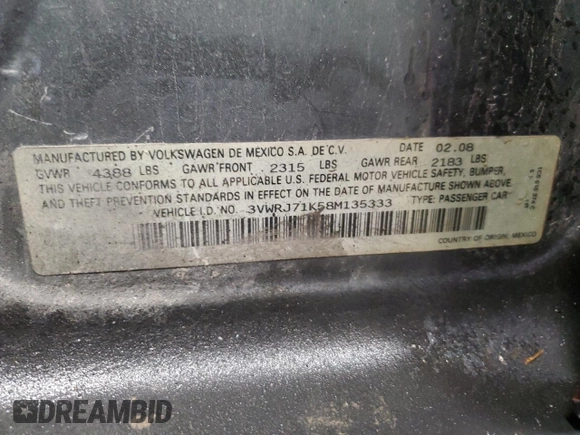 MANUFACTURED BY VOLKSWAGEN DE MEXICO S.A. DE C.V. DATE 02.08
GVWR 4388 LBS GAWR FRONT 2315 LBS GAWR REAR 2183 LBS
THIS VEHICLE CONFORMS TO ALL APPLICABLE U.S. FEDERAL MOTOR VEHICLE SAFETY, BUMPER,
AND THEFT PREVENTION STANDARDS IN EFFECT ON THE DATE OF MANUFACTURE SHOWN ABOVE.
VEHICLE I.D. NO. 3VWRJ71K58M135333 TYPE: PASSENGER CAR
COUNTRY OF ORIGIN, MEXICO
DREAMBID